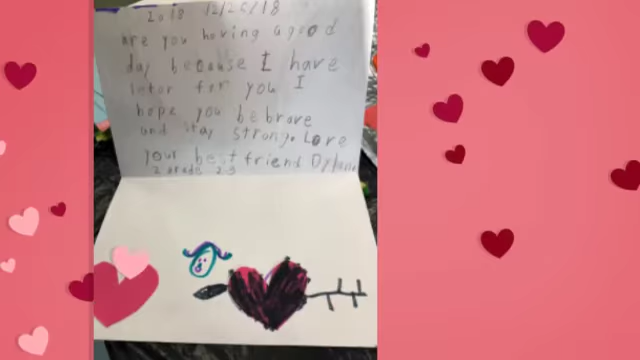 2018 12/26/18
are you having a good
day because I have
leter for you I
hope you be brave
and stay strong. Love
your best friend Dylan
2 grade 29